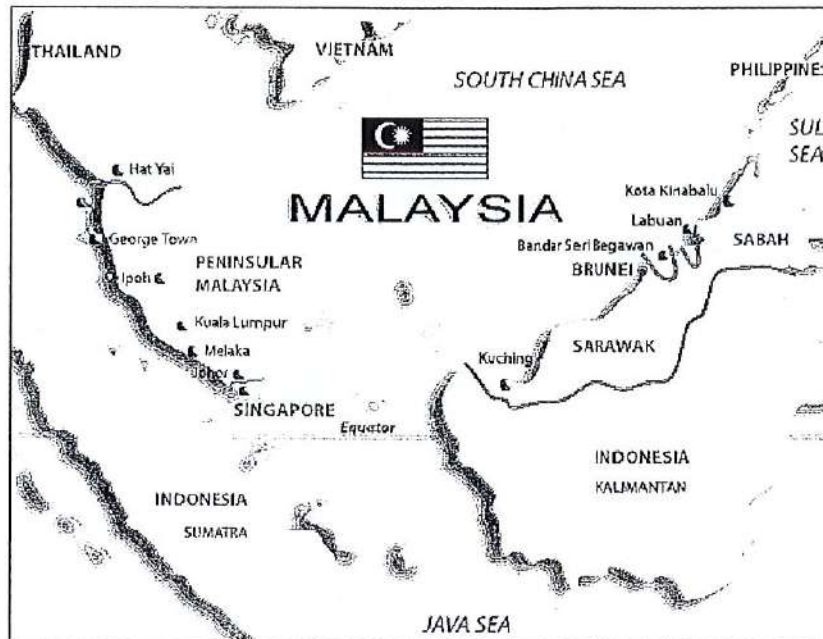 THAILAND
VIETNAM
SOUTH CHINA SEA
PHILIPPINES
SUL
SEA
Hat Yai
MALAYSIA
Kota Kinabalu
Labuan
George Town
Bandar Seri Begawan
SABAH
BRUNEI
Ipoh
PENINSULAR
MALAYSIA
Kuala Lumpur
Melaka
Kuching
SARAWAK
Johor
SINGAPORE
Equator
INDONESIA
KALIMANTAN
INDONESIA
SUMATRA
JAVA SEA